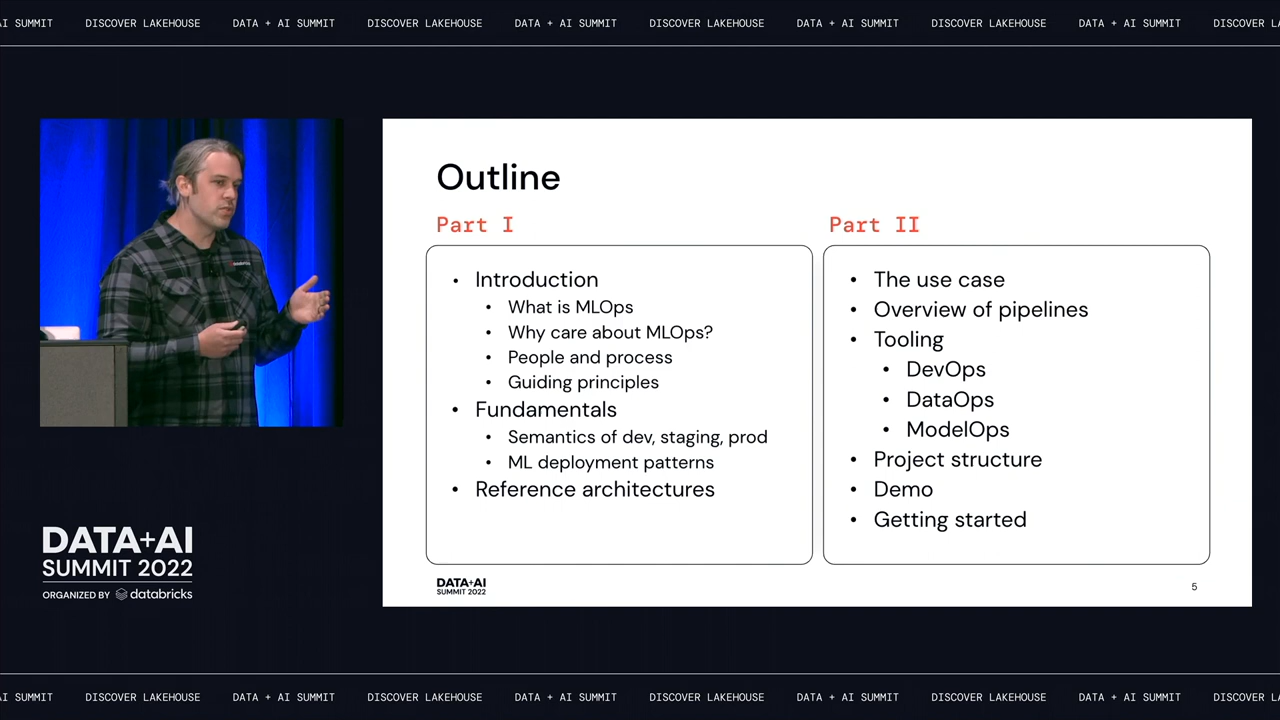 AI SUMMIT DISCOVER LAKEHOUSE DATA + AI SUMMIT DISCOVER LAKEHOUSE DATA + AI SUMMIT DISCOVER LAKEHOUSE DATA + AI SUMMIT DISCOVER LAKEHOUSE DATA + AI SUMMIT DISCOVER
Outline
Part I
• Introduction
• What is MLOps
• Why care about MLOps?
• People and process
• Guiding principles
• Fundamentals
• Semantics of dev, staging, prod
• ML deployment patterns
• Reference architectures
Part II
• The use case
• Overview of pipelines
• Tooling
• DevOps
• DataOps
• ModelOps
• Project structure
• Demo
• Getting started
DATA+AI
SUMMIT 2022
5
DATA+AI
SUMMIT 2022
ORGANIZED BY databricks
AI SUMMIT DISCOVER LAKEHOUSE DATA + AI SUMMIT DISCOVER LAKEHOUSE DATA + AI SUMMIT DISCOVER LAKEHOUSE DATA + AI SUMMIT DISCOVER LAKEHOUSE DATA + AI SUMMIT DISCOVER